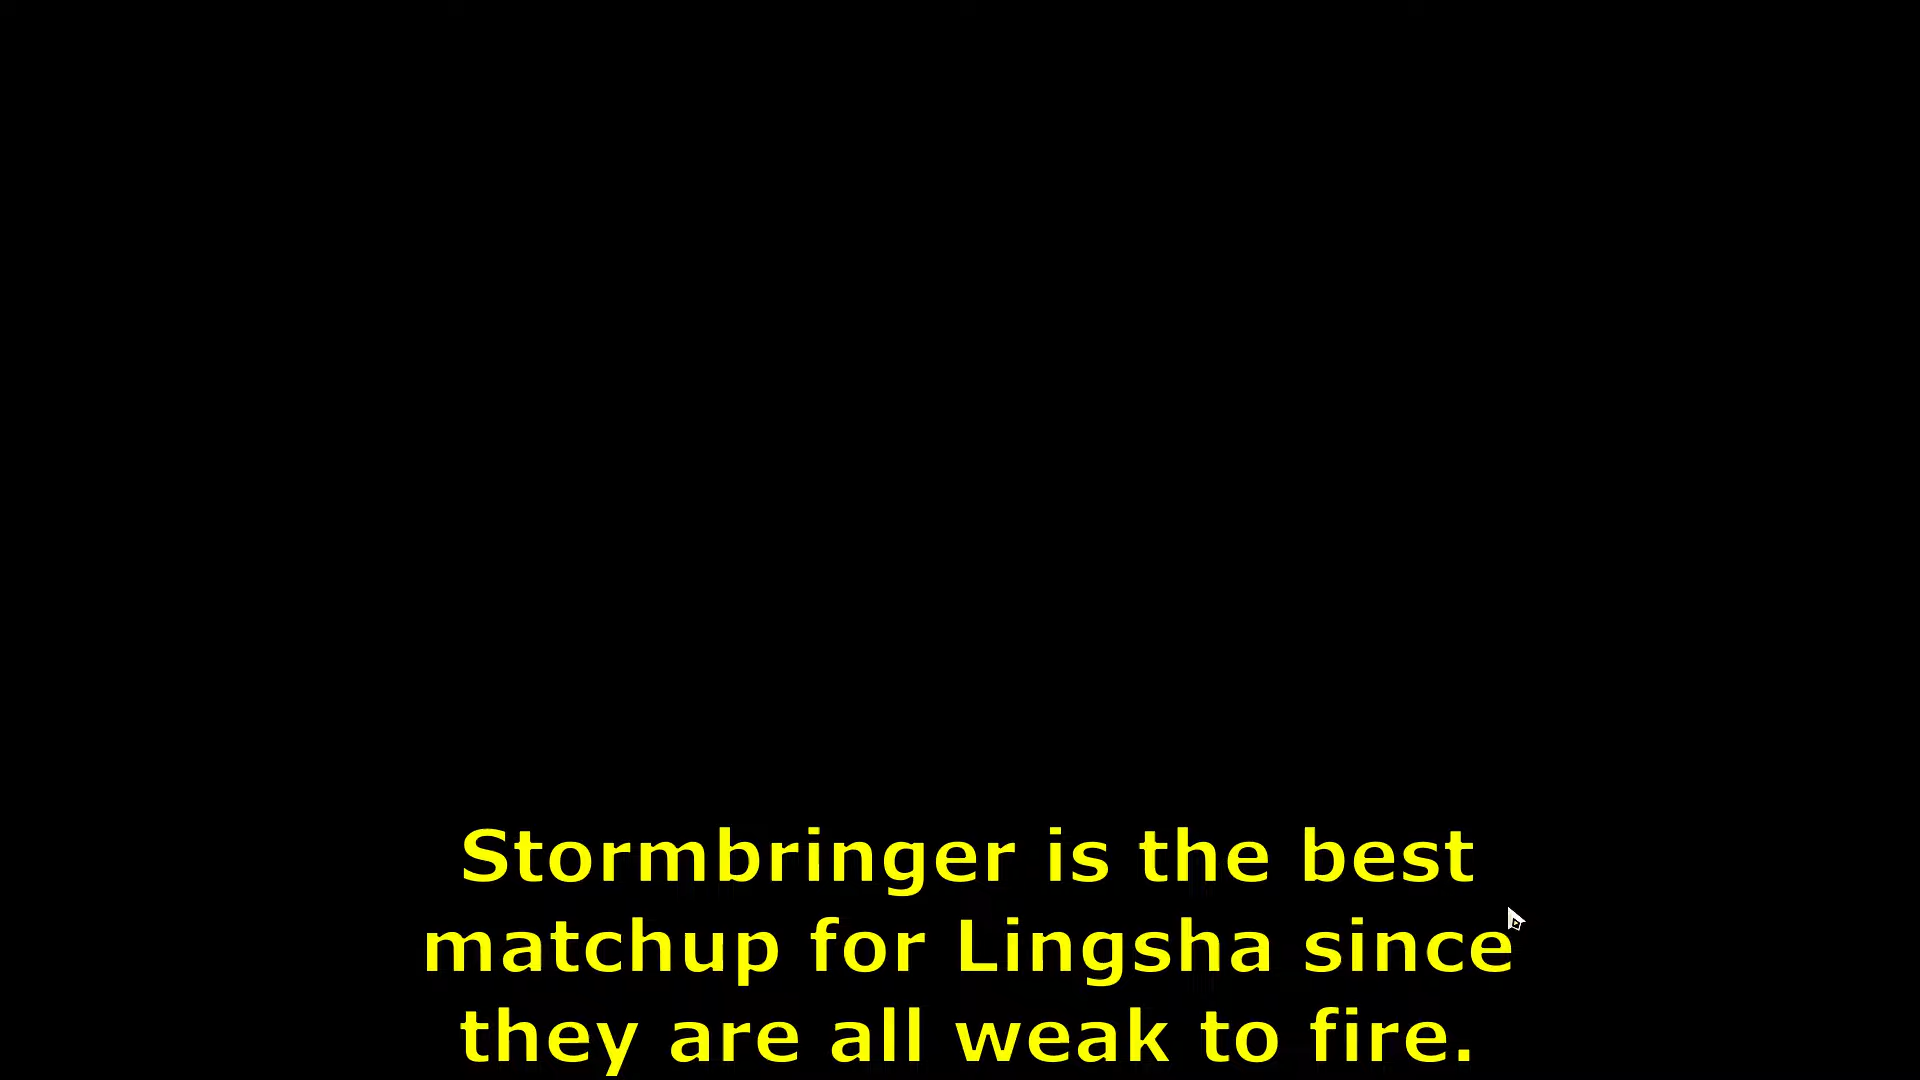 Stormbringer is the best
matchup for Lingsha since
they are all weak to fire.